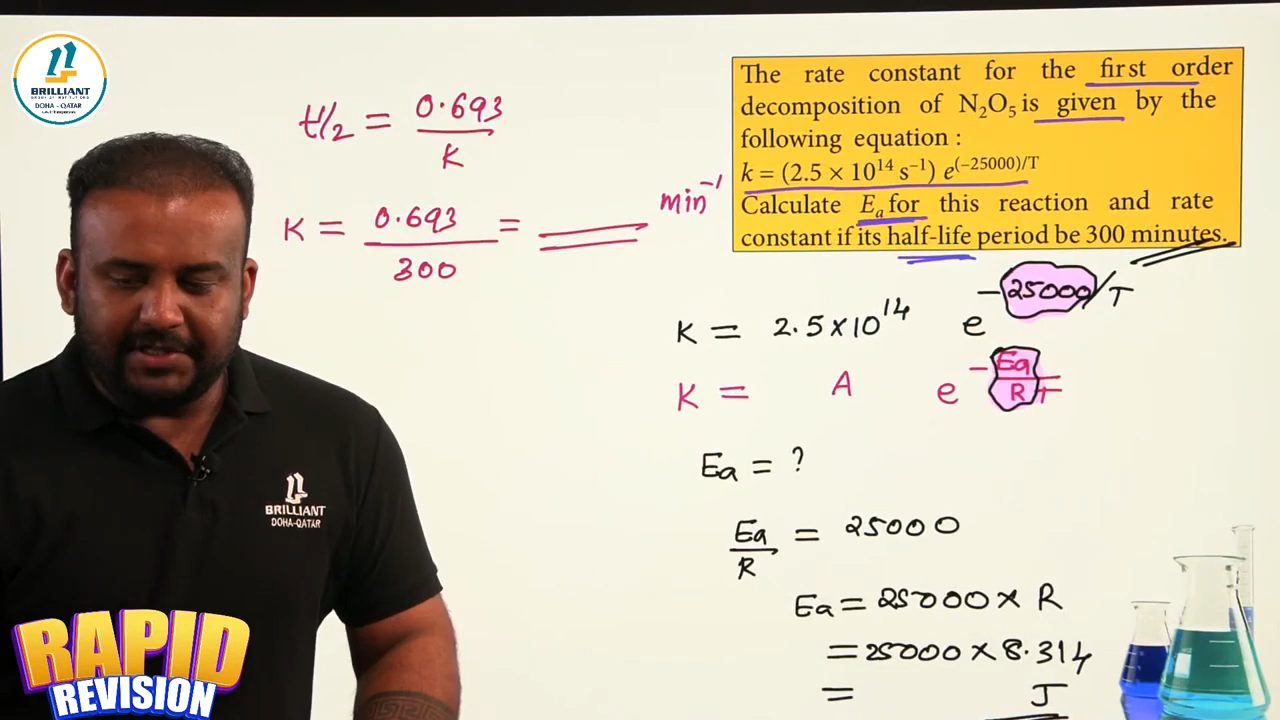 BRILLIANT
GROUP OF INSTITUTIONS
DOHA - QATAR
t1/2 = 0.693 / K
K = 0.693 / 300 = min⁻¹
The rate constant for the first order
decomposition of N₂O₅ is given by the
following equation :
k = (2.5 × 10¹⁴ s⁻¹) e^(−25000)/T
Calculate Eₐ for this reaction and rate
constant if its half-life period be 300 minutes.
K = 2.5×10¹⁴ e^−25000/T
K = A e^−Ea/RT
Ea = ?
Ea / R = 25000
Ea = 25000 × R
= 25000 × 8.314
= J
BRILLIANT
DOHA-QATAR
RAPID
REVISION